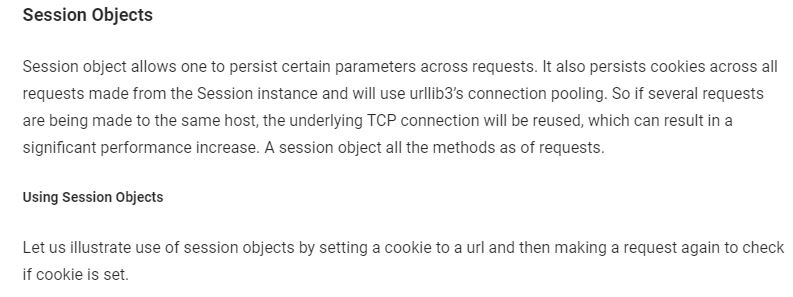 Session Objects
Session object allows one to persist certain parameters across requests. It also persists cookies across all
requests made from the Session instance and will use urllib3's connection pooling. So if several requests
are being made to the same host, the underlying TCP connection will be reused, which can result in a
significant performance increase. A session object all the methods as of requests.
Using Session Objects
Let us illustrate use of session objects by setting a cookie to a url and then making a request again to check
if cookie is set.